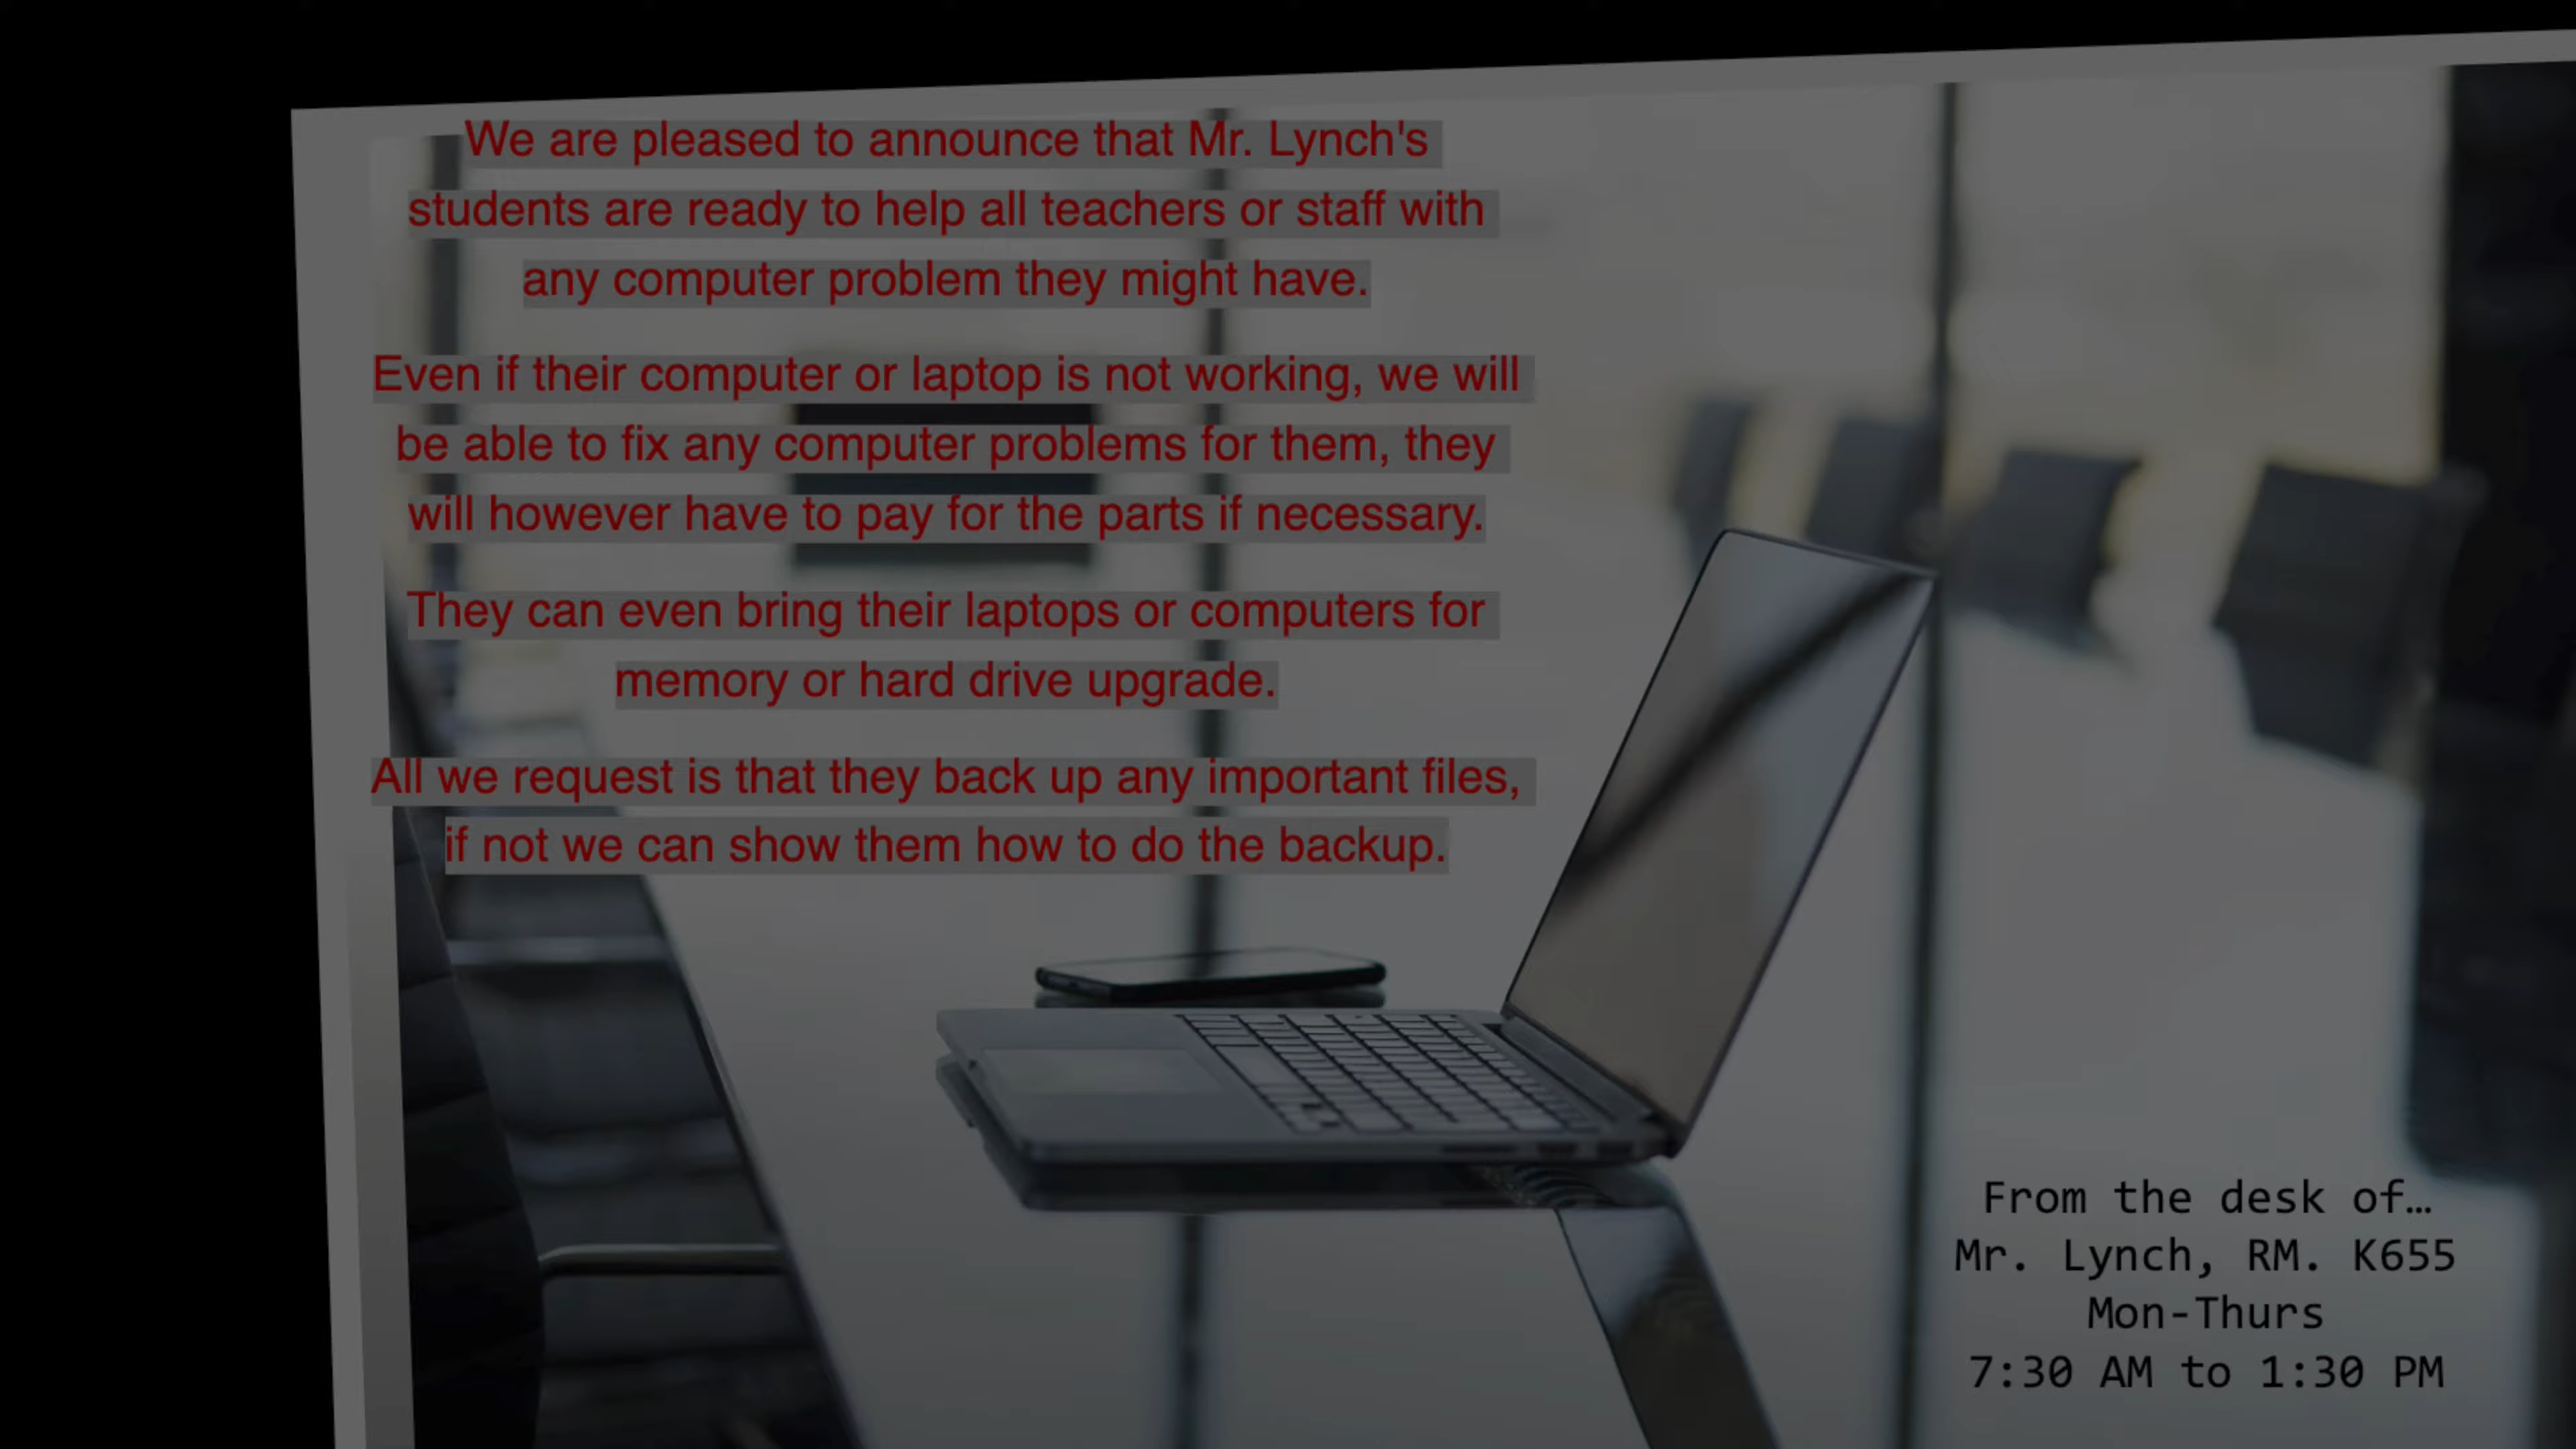 We are pleased to announce that Mr. Lynch's
students are ready to help all teachers or staff with
any computer problem they might have.
Even if their computer or laptop is not working, we will
be able to fix any computer problems for them, they
will however have to pay for the parts if necessary.
They can even bring their laptops or computers for
memory or hard drive upgrade.
All we request is that they back up any important files,
if not we can show them how to do the backup.
From the desk of…
Mr. Lynch, RM. K655
Mon-Thurs
7:30 AM to 1:30 PM